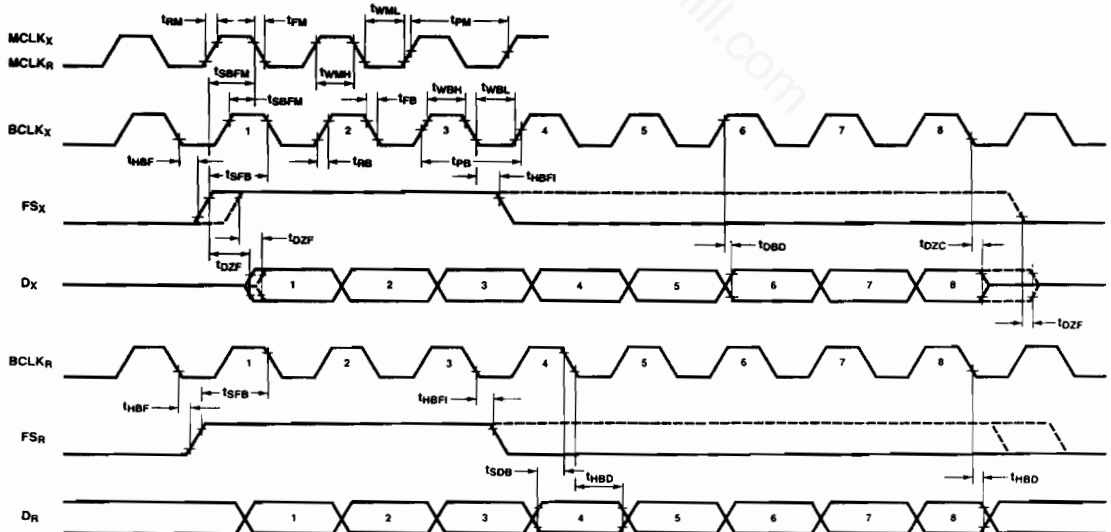 tRM tFM tWML tPM
MCLKX
MCLKR
tSBFM tWMH
tSBFM tFB tWBH tWBL
BCLKX 1 2 3 4 5 6 7 8
tHBF tRB tPB
tSFB tHBFI
FSX
tDZF tDBD tDZC
tDZF
DX 1 2 3 4 5 6 7 8
tDZF
BCLKR 1 2 3 4 5 6 7 8
tHBF tSFB tHBFI
FSR
tSDB tHBD tHBD
DR 1 2 3 4 5 6 7 8
ill.com